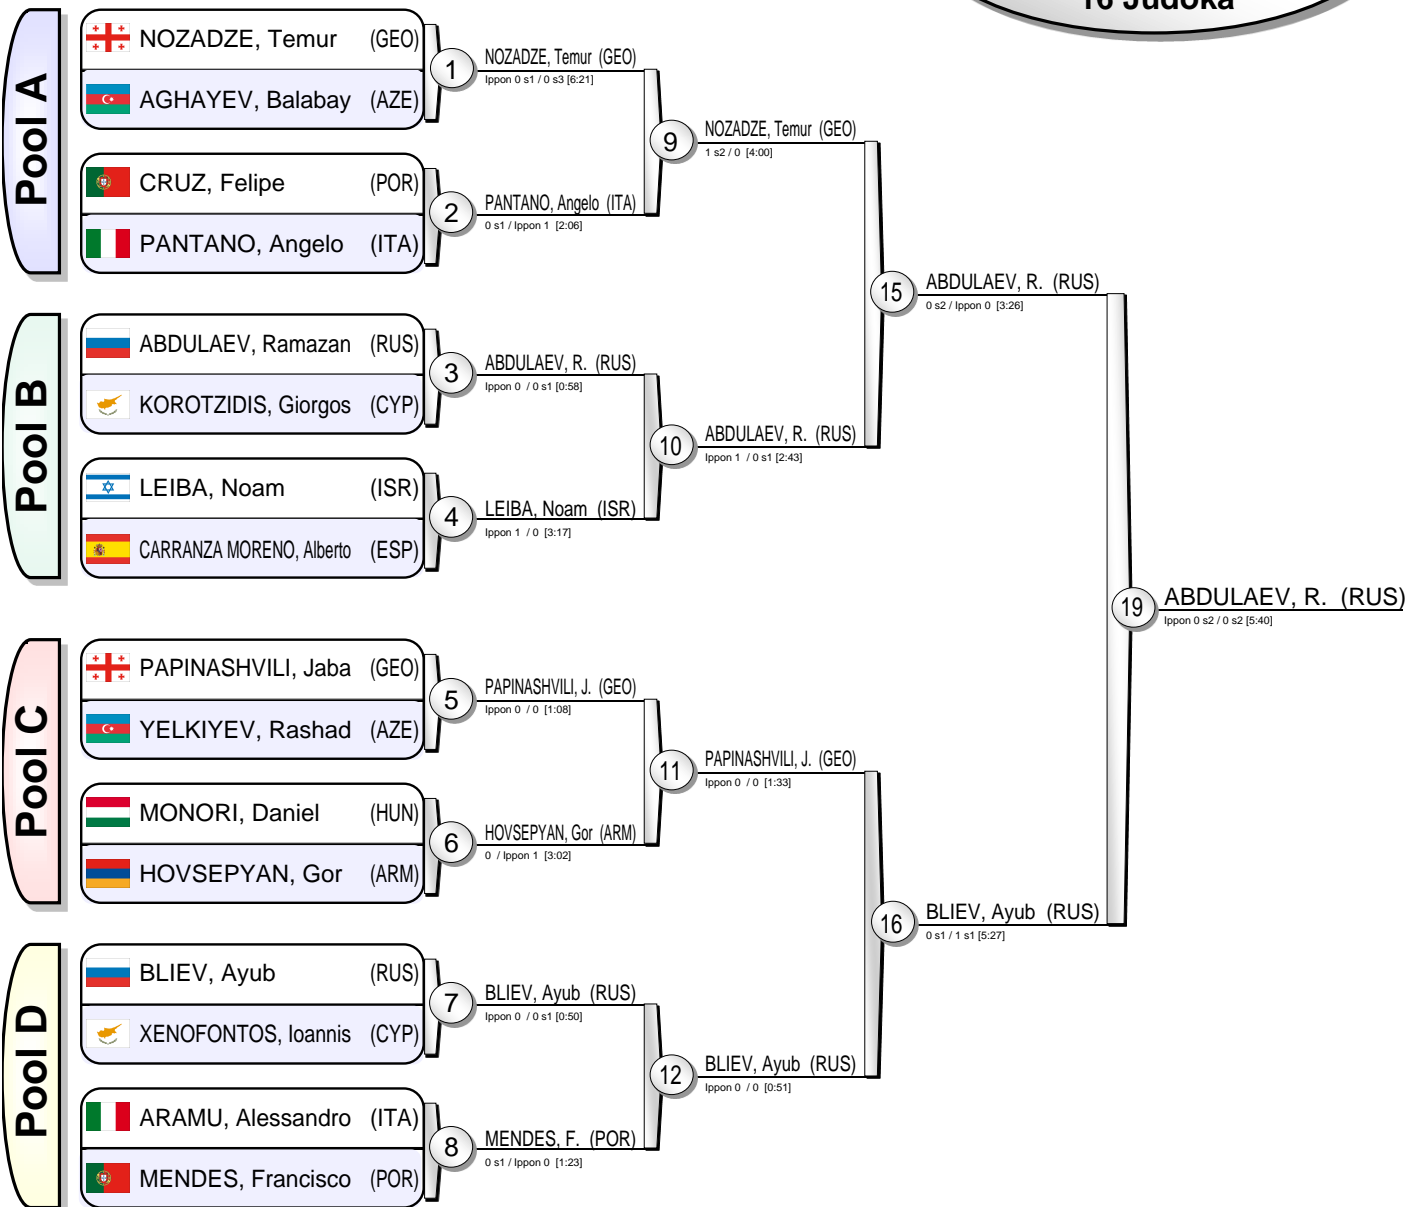 16 Judoka
Pool A
NOZADZE, Temur (GEO)
AGHAYEV, Balabay (AZE)
1
NOZADZE, Temur (GEO)
Ippon 0 s1 / 0 s3 [6:21]
CRUZ, Felipe (POR)
PANTANO, Angelo (ITA)
2
PANTANO, Angelo (ITA)
0 s1 / Ippon 1 [2:06]
9
NOZADZE, Temur (GEO)
1 s2 / 0 [4:00]
Pool B
ABDULAEV, Ramazan (RUS)
KOROTZIDIS, Giorgos (CYP)
3
ABDULAEV, R. (RUS)
Ippon 0 / 0 s1 [0:58]
LEIBA, Noam (ISR)
CARRANZA MORENO, Alberto (ESP)
4
LEIBA, Noam (ISR)
Ippon 1 / 0 [3:17]
10
ABDULAEV, R. (RUS)
Ippon 1 / 0 s1 [2:43]
15
ABDULAEV, R. (RUS)
0 s2 / Ippon 0 [3:26]
Pool C
PAPINASHVILI, Jaba (GEO)
YELKIYEV, Rashad (AZE)
5
PAPINASHVILI, J. (GEO)
Ippon 0 / 0 [1:08]
MONORI, Daniel (HUN)
HOVSEPYAN, Gor (ARM)
6
HOVSEPYAN, Gor (ARM)
0 / Ippon 1 [3:02]
11
PAPINASHVILI, J. (GEO)
Ippon 0 / 0 [1:33]
Pool D
BLIEV, Ayub (RUS)
XENOFONTOS, Ioannis (CYP)
7
BLIEV, Ayub (RUS)
Ippon 0 / 0 s1 [0:50]
ARAMU, Alessandro (ITA)
MENDES, Francisco (POR)
8
MENDES, F. (POR)
0 s1 / Ippon 0 [1:23]
12
BLIEV, Ayub (RUS)
Ippon 0 / 0 [0:51]
16
BLIEV, Ayub (RUS)
0 s1 / 1 s1 [5:27]
19
ABDULAEV, R. (RUS)
Ippon 0 s2 / 0 s2 [5:40]